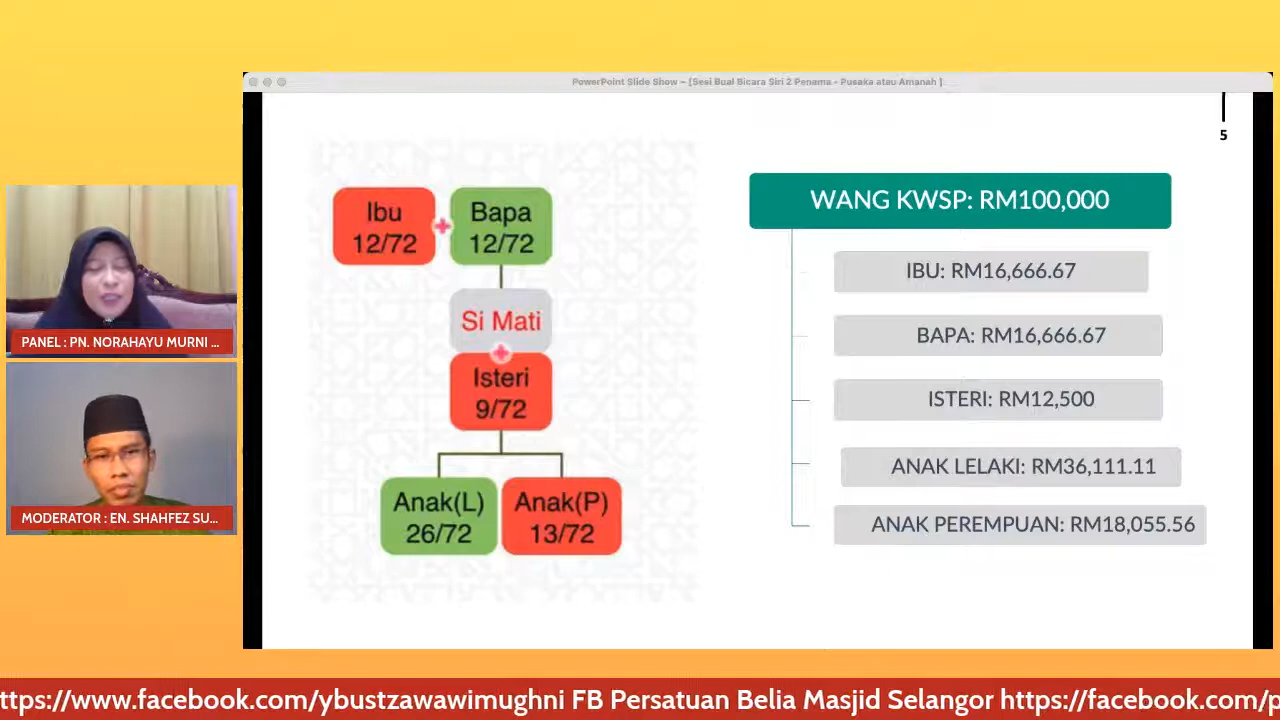 PowerPoint Slide Show – [Sesi Bual Bicara Siri 2 Penama - Pusaka atau Amanah ]
5
Ibu
12/72
Bapa
12/72
Si Mati
Isteri
9/72
Anak(L)
26/72
Anak(P)
13/72
WANG KWSP: RM100,000
IBU: RM16,666.67
BAPA: RM16,666.67
ISTERI: RM12,500
ANAK LELAKI: RM36,111.11
ANAK PEREMPUAN: RM18,055.56
PANEL : PN. NORAHAYU MURNI ...
MODERATOR : EN. SHAHFEZ SU...
ttps://www.facebook.com/ybustzawawimughni FB Persatuan Belia Masjid Selangor https://facebook.com/p